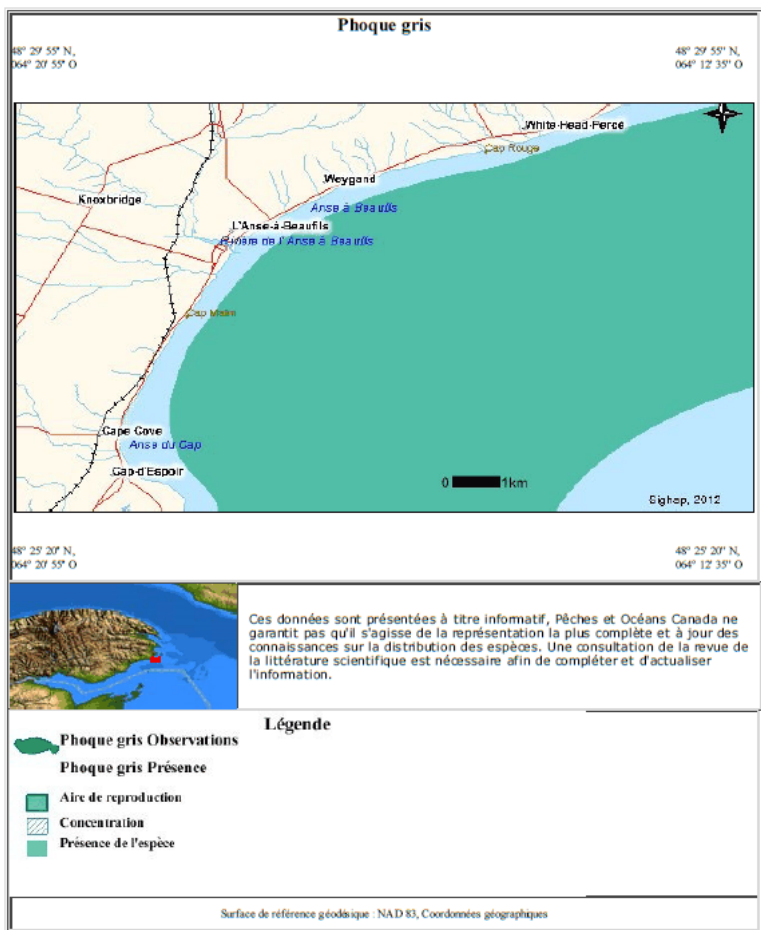 Phoque gris
48° 29' 55" N,
064° 20' 55" O
48° 29' 55" N,
064° 12' 35" O
White-Head-Percé
Cap Rouge
Weygand
Knoxbridge
Anse à Beaufils
L'Anse-à-Beaufils
Rivière de l'Anse à Beaufils
Cap Malin
Cape Cove
Anse du Cap
Cap-d'Espoir
0 1km
Sighap, 2012
48° 25' 20" N,
064° 20' 55" O
48° 25' 20" N,
064° 12' 35" O
Ces données sont présentées à titre informatif, Pêches et Océans Canada ne
garantit pas qu'il s'agisse de la représentation la plus complète et à jour des
connaissances sur la distribution des espèces. Une consultation de la revue de
la littérature scientifique est nécessaire afin de compléter et d'actualiser
l'information.
Légende
Phoque gris Observations
Phoque gris Présence
Aire de reproduction
Concentration
Présence de l'espèce
Surface de référence géodésique : NAD 83, Coordonnées géographiques